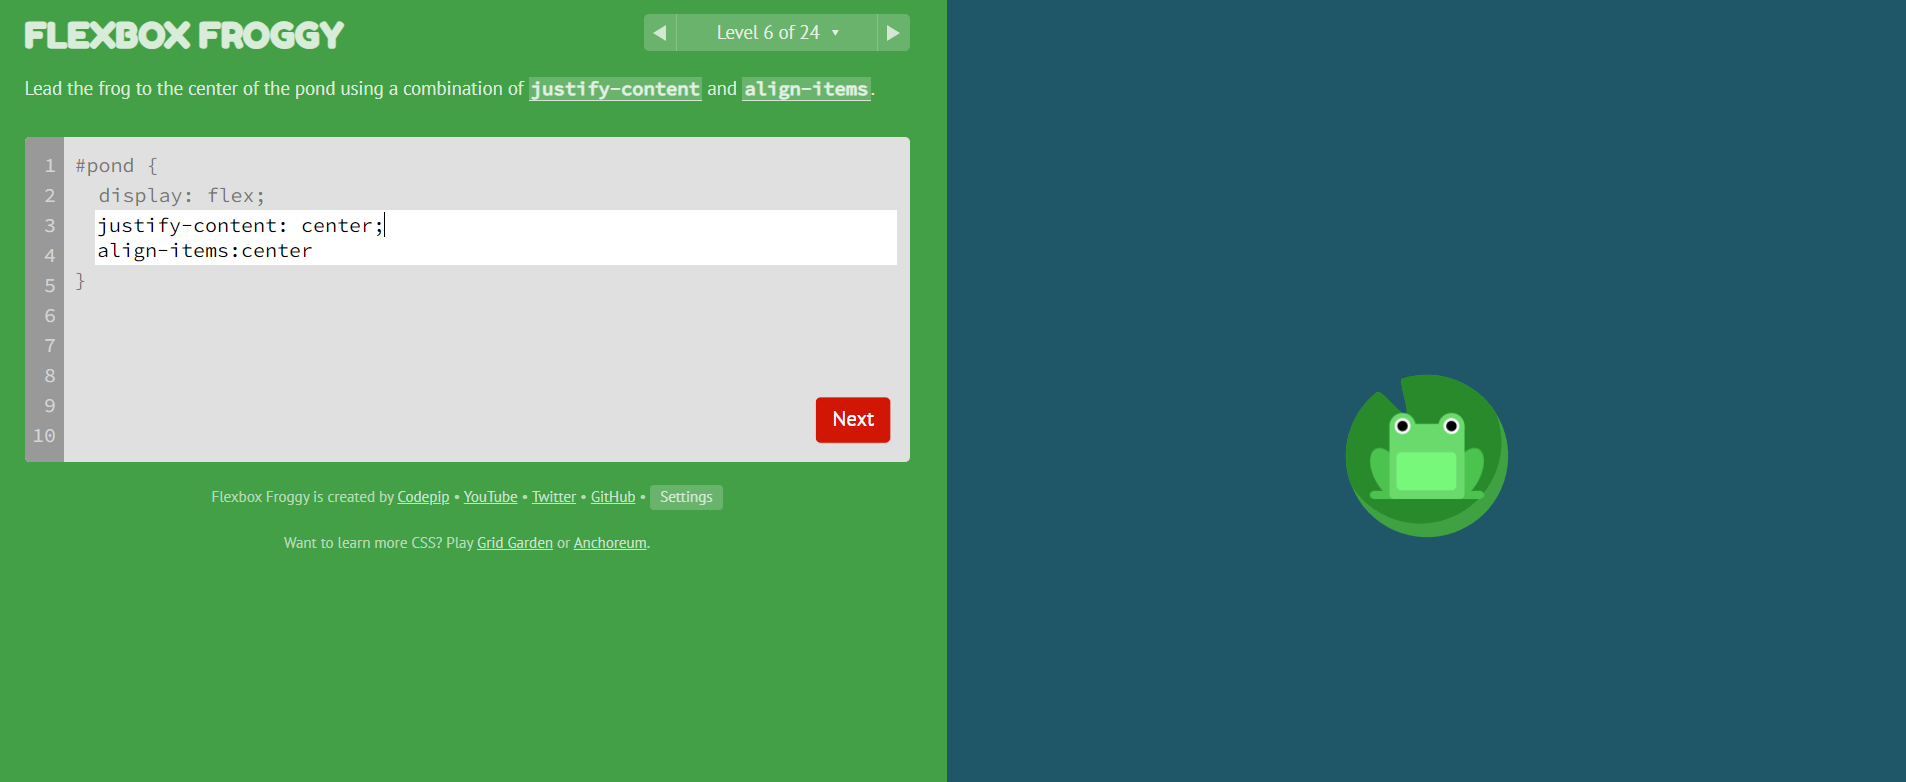 FLEXBOX FROGGY
◀ Level 6 of 24 ▼ ▶
Lead the frog to the center of the pond using a combination of justify-content and align-items.
1 #pond {
2 display: flex;
3 justify-content: center;
4 align-items:center
5 }
6
7
8
9
10
Next
Flexbox Froggy is created by Codepip • YouTube • Twitter • GitHub • Settings
Want to learn more CSS? Play Grid Garden or Anchoreum.